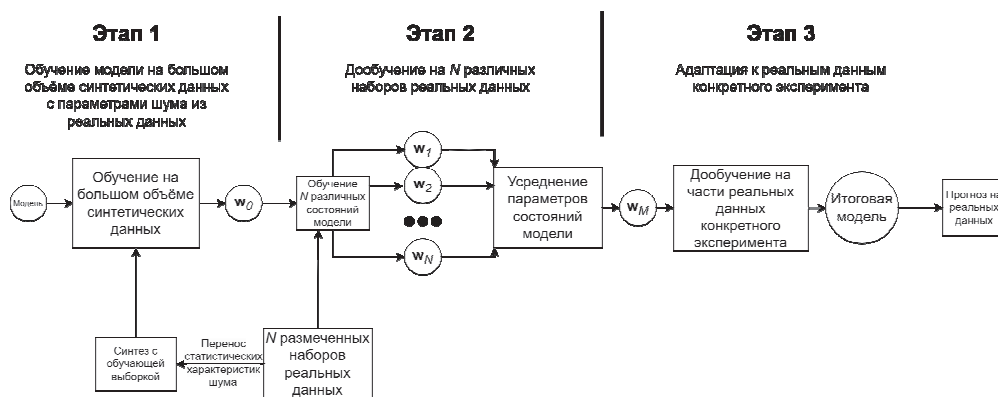 Этап 1
Обучение модели на большом
объёме синтетических данных
с параметрами шума из
реальных данных
Этап 2
Дообучение на N различных
наборов реальных данных
Этап 3
Адаптация к реальным данным
конкретного эксперимента
Модель
Обучение на
большом объёме
синтетических
данных
w0
Обучение
N различных
состояний
модели
w1
w2
wN
Усреднение
параметров
состояний
модели
wM
Дообучение на
части реальных
данных
конкретного
эксперимента
Итоговая
модель
Прогноз на
реальных
данных
Синтез с
обучающей
выборкой
Перенос
статистических
характеристик
шума
N размеченных
наборов
реальных
данных